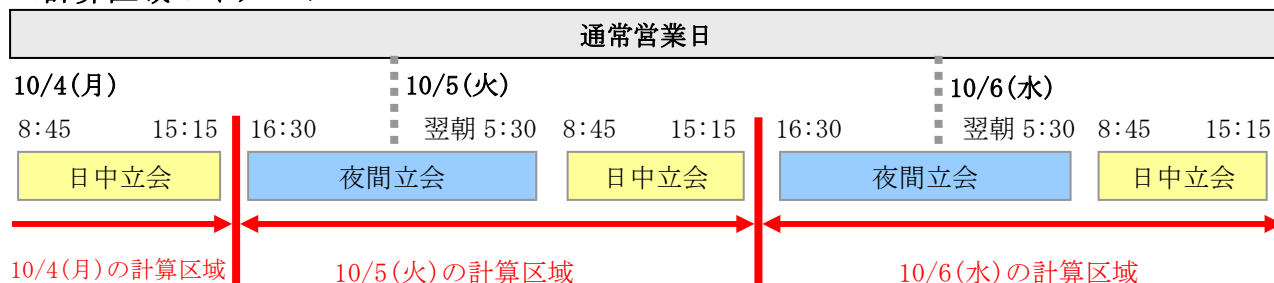 通常営業日
10/4(月) 10/5(火) 10/6(水)
8:45 15:15 16:30 翌朝 5:30 8:45 15:15 16:30 翌朝 5:30 8:45 15:15
日中立会 夜間立会 日中立会 夜間立会 日中立会
10/4(月)の計算区域 10/5(火)の計算区域 10/6(水)の計算区域